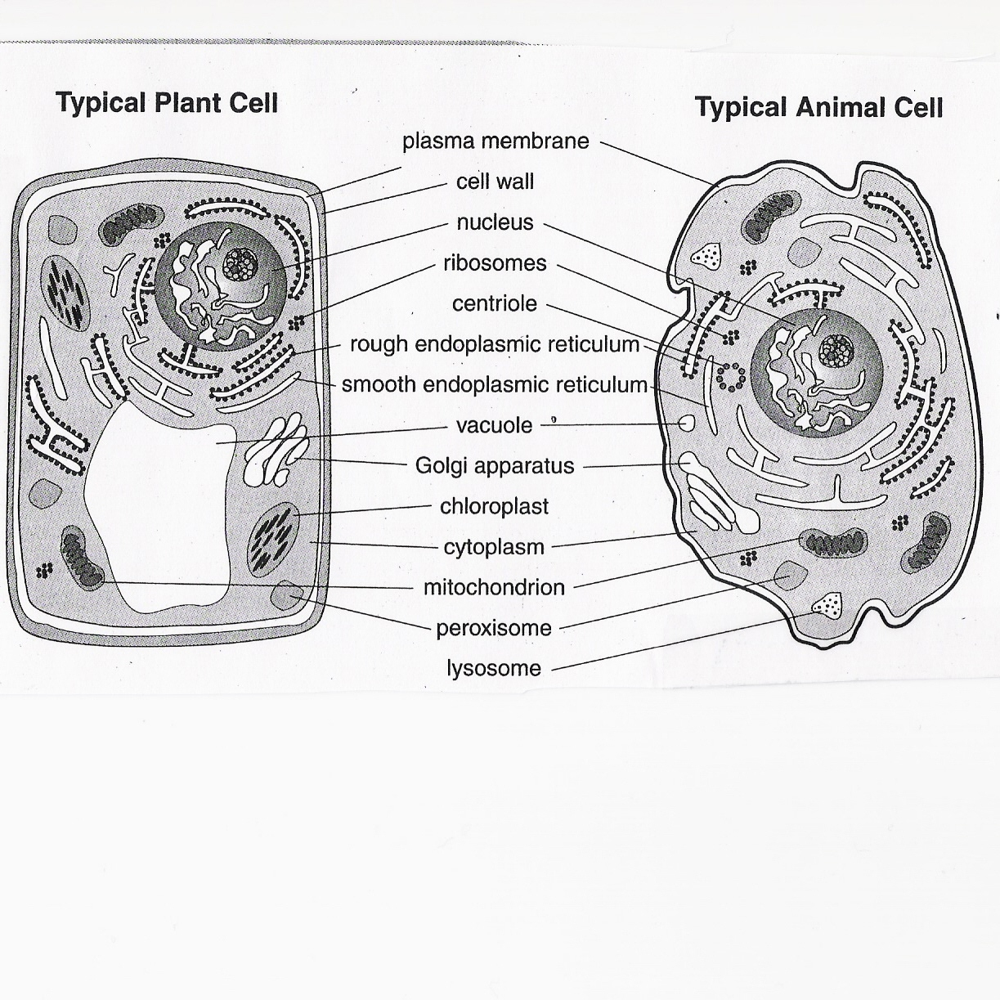 Typical Plant Cell
Typical Animal Cell
plasma membrane
cell wall
nucleus
ribosomes
centriole
rough endoplasmic reticulum
smooth endoplasmic reticulum
vacuole
Golgi apparatus
chloroplast
cytoplasm
mitochondrion
peroxisome
lysosome